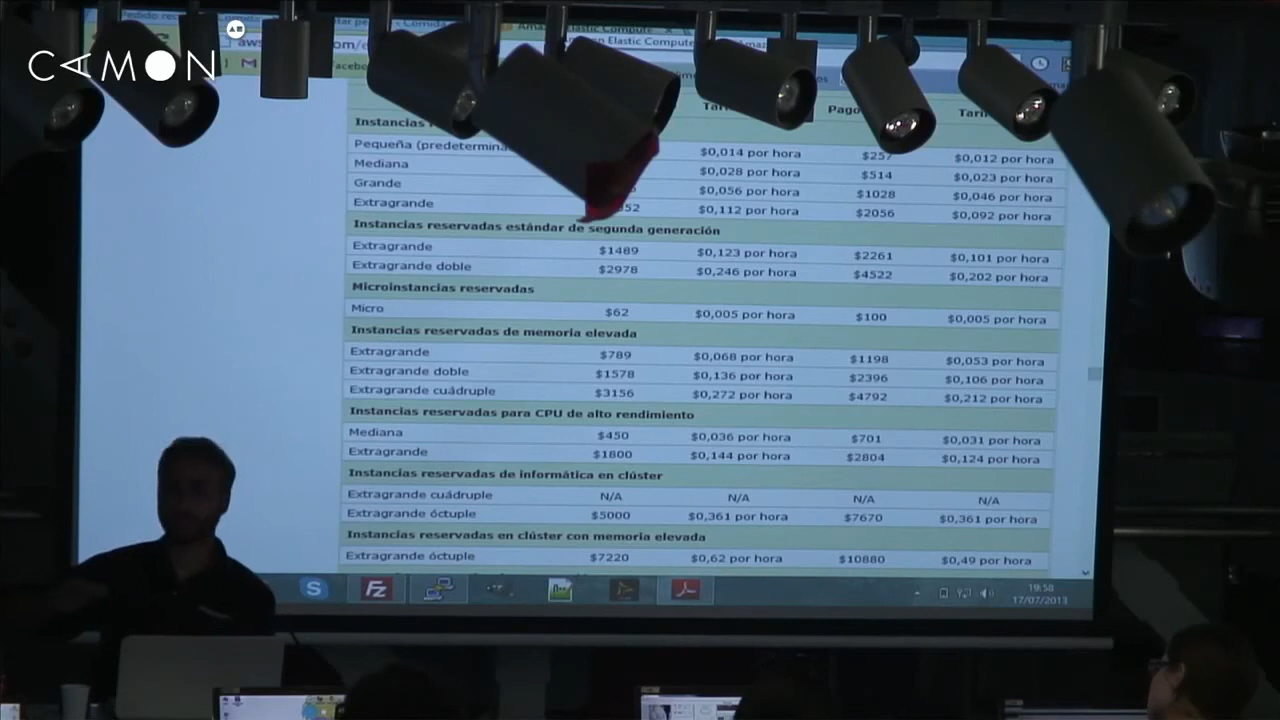 CAMON
Elastic Compute
Elastic Compute
Instancias
Pequeña $0,014 por hora $257 $0,012 por hora
Mediana $0,028 por hora $514 $0,023 por hora
Grande $0,056 por hora $1028 $0,046 por hora
Extragrande $0,112 por hora $2056 $0,092 por hora
Instancias reservadas estándar de segunda generación
Extragrande $1489 $0,123 por hora $2261 $0,101 por hora
Extragrande doble $2978 $0,246 por hora $4522 $0,202 por hora
Microinstancias reservadas
Micro $62 $0,005 por hora $100 $0,005 por hora
Instancias reservadas de memoria elevada
Extragrande $789 $0,068 por hora $1198 $0,053 por hora
Extragrande doble $1578 $0,136 por hora $2396 $0,106 por hora
Extragrande cuádruple $3156 $0,272 por hora $4792 $0,212 por hora
Instancias reservadas para CPU de alto rendimiento
Mediana $450 $0,036 por hora $701 $0,031 por hora
Extragrande $1800 $0,144 por hora $2804 $0,124 por hora
Instancias reservadas de informática en clúster
Extragrande cuádruple N/A N/A N/A N/A
Extragrande óctuple $5000 $0,361 por hora $7670 $0,361 por hora
Instancias reservadas en clúster con memoria elevada
Extragrande óctuple $7220 $0,62 por hora $10880 $0,49 por hora
19:58
17/07/2013